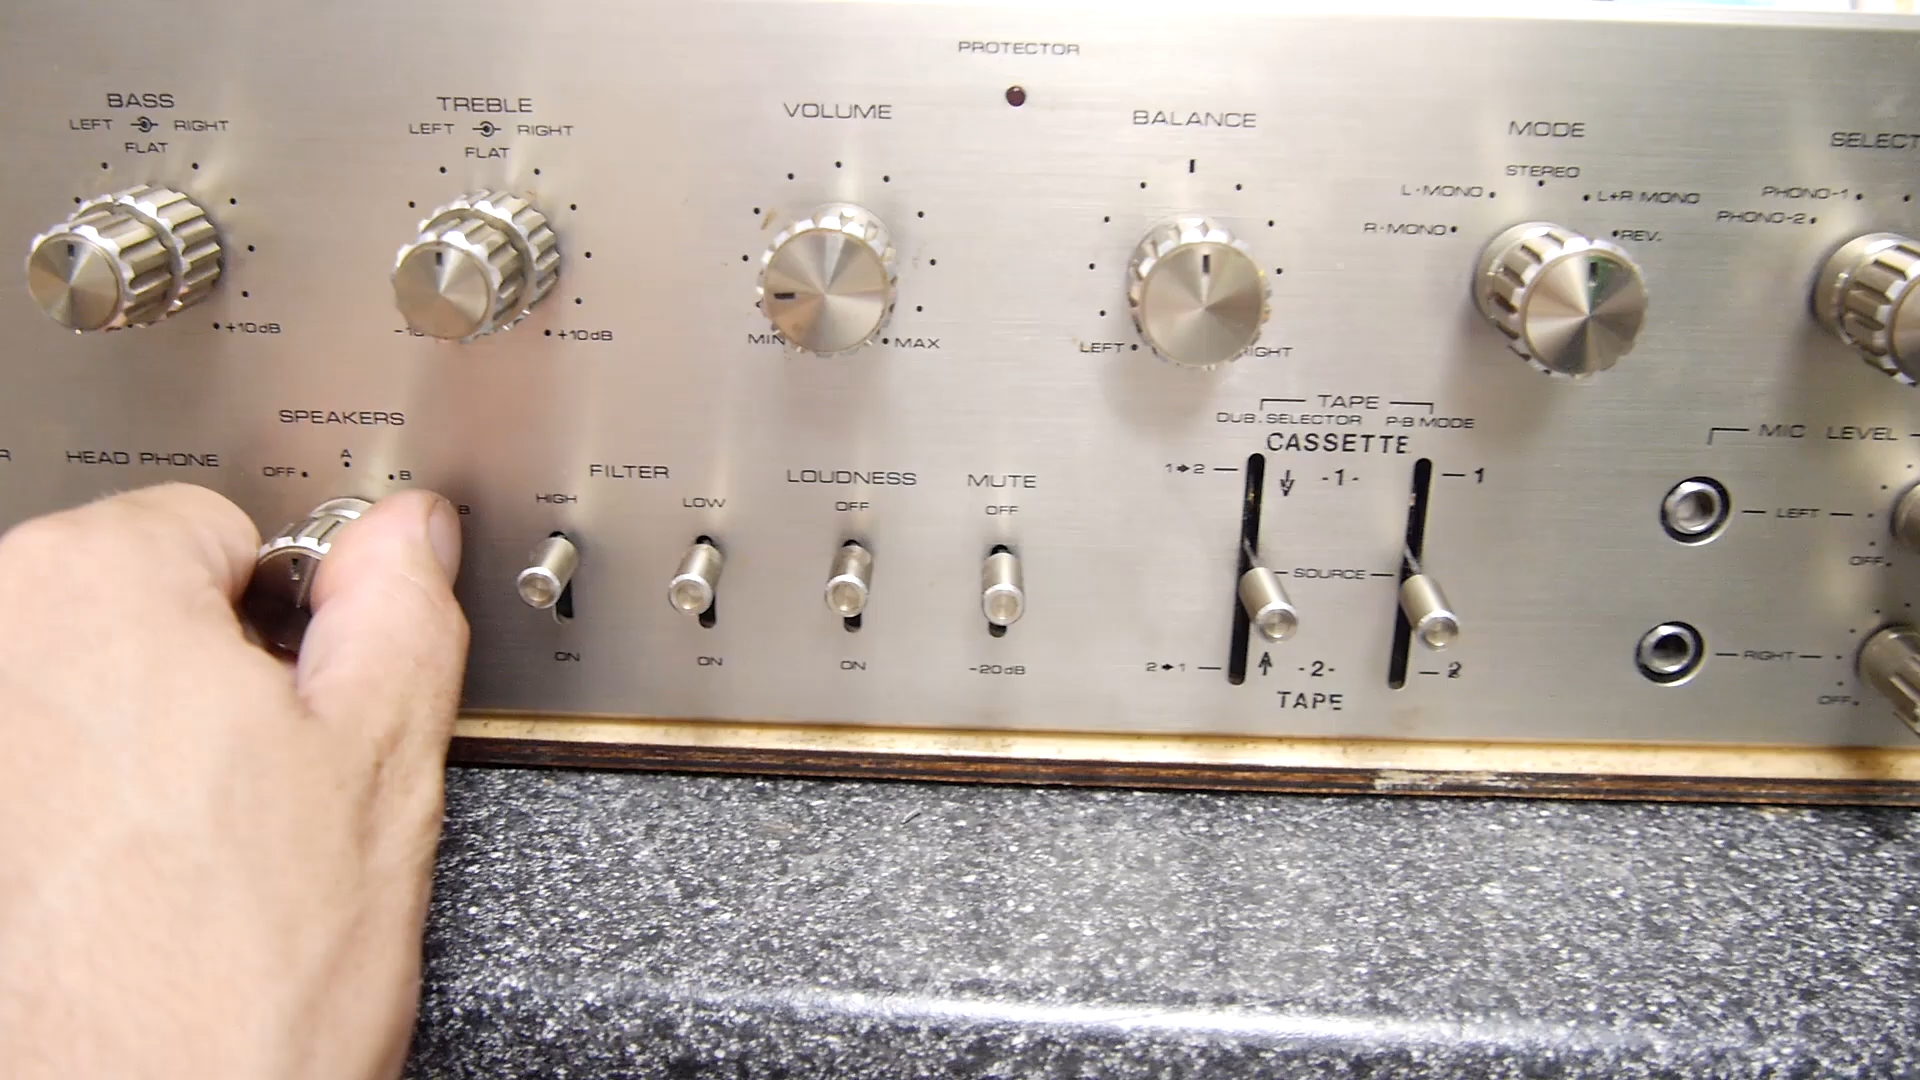 PROTECTOR
BASS
LEFT RIGHT
FLAT
+10dB
TREBLE
LEFT RIGHT
FLAT
+10dB
VOLUME
MIN MAX
BALANCE
LEFT
MODE
STEREO
L·MONO L+R MONO
R·MONO REV.
PHONO-1
PHONO-2
SPEAKERS
A
OFF B
HEAD PHONE
FILTER
HIGH LOW
ON ON
LOUDNESS
OFF
ON
MUTE
OFF
-20dB
TAPE
DUB. SELECTOR P·B MODE
CASSETTE
1➔2 -1- 1
SOURCE
2➔1 -2- 2
TAPE
MIC LEVEL
LEFT
OFF
RIGHT
OFF